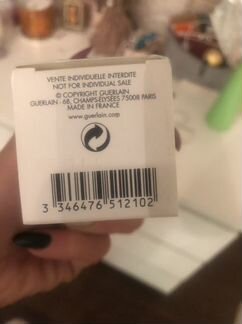 VENTE INDIVIDUELLE INTERDITE
NOT FOR INDIVIDUAL SALE
© COPYRIGHT GUERLAIN
GUERLAIN - 68, CHAMPS-ELYSÉES 75008 PARIS
MADE IN FRANCE
www.guerlain.com
3 346476 512102